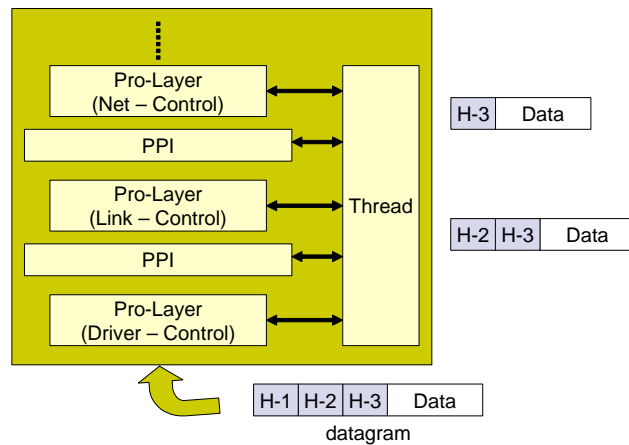 Pro-Layer
(Net – Control)
PPI
Pro-Layer
(Link – Control)
PPI
Pro-Layer
(Driver – Control)
Thread
H-3 Data
H-2 H-3 Data
H-1 H-2 H-3 Data
datagram